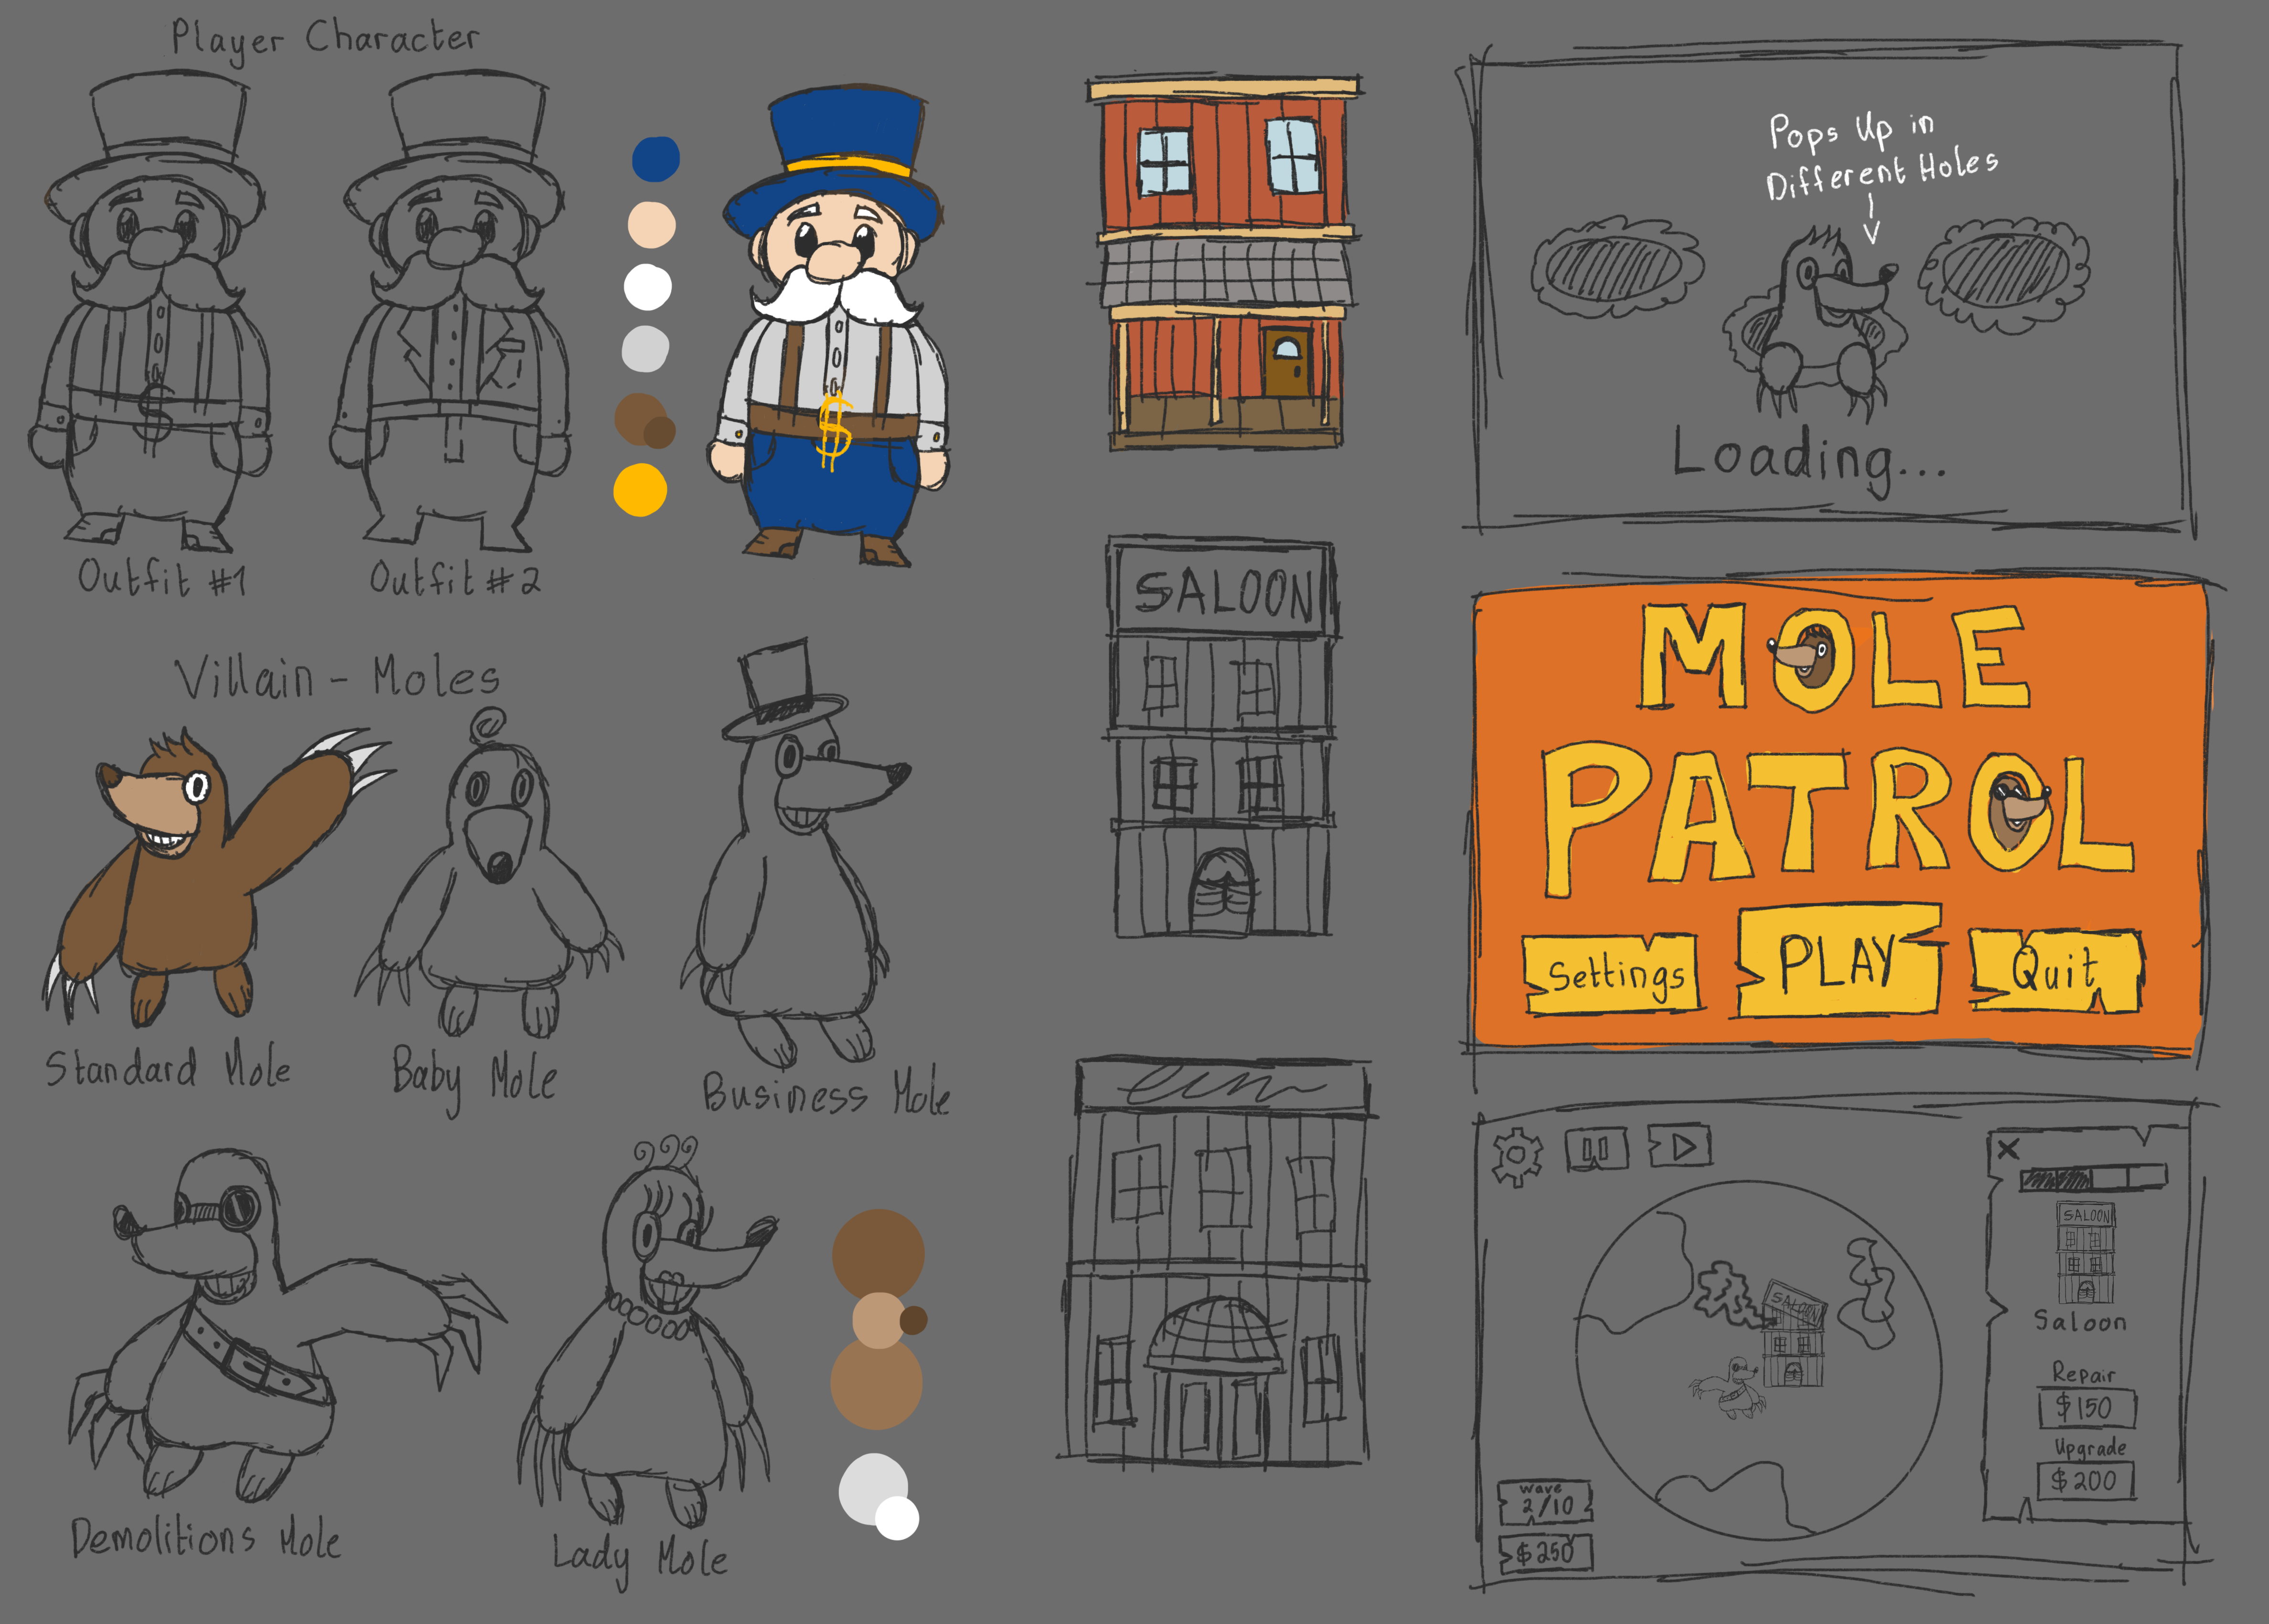 Player Character
Outfit #1
Outfit #2
$
Villain - Moles
Standard Mole
Baby Mole
Business Mole
Demolitions Mole
Lady Mole
SALOON
Pops Up in
Different Holes
Loading...
MOLE
PATROL
Settings
PLAY
Quit
SALOON
Wave
2/10
$250
SALOON
Saloon
Repair
$150
Upgrade
$200